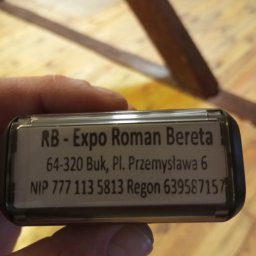 RB - Expo Roman Bereta
64-320 Buk, Pl. Przemysława 6
NIP 777 113 5813 Regon 639587157